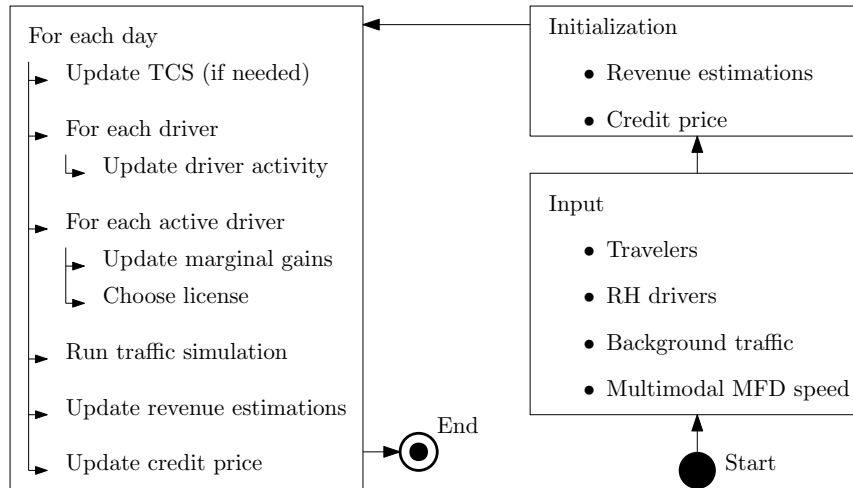 For each day
Update TCS (if needed)
For each driver
Update driver activity
For each active driver
Update marginal gains
Choose license
Run traffic simulation
Update revenue estimations
Update credit price
End
Initialization
• Revenue estimations
• Credit price
Input
• Travelers
• RH drivers
• Background traffic
• Multimodal MFD speed
Start